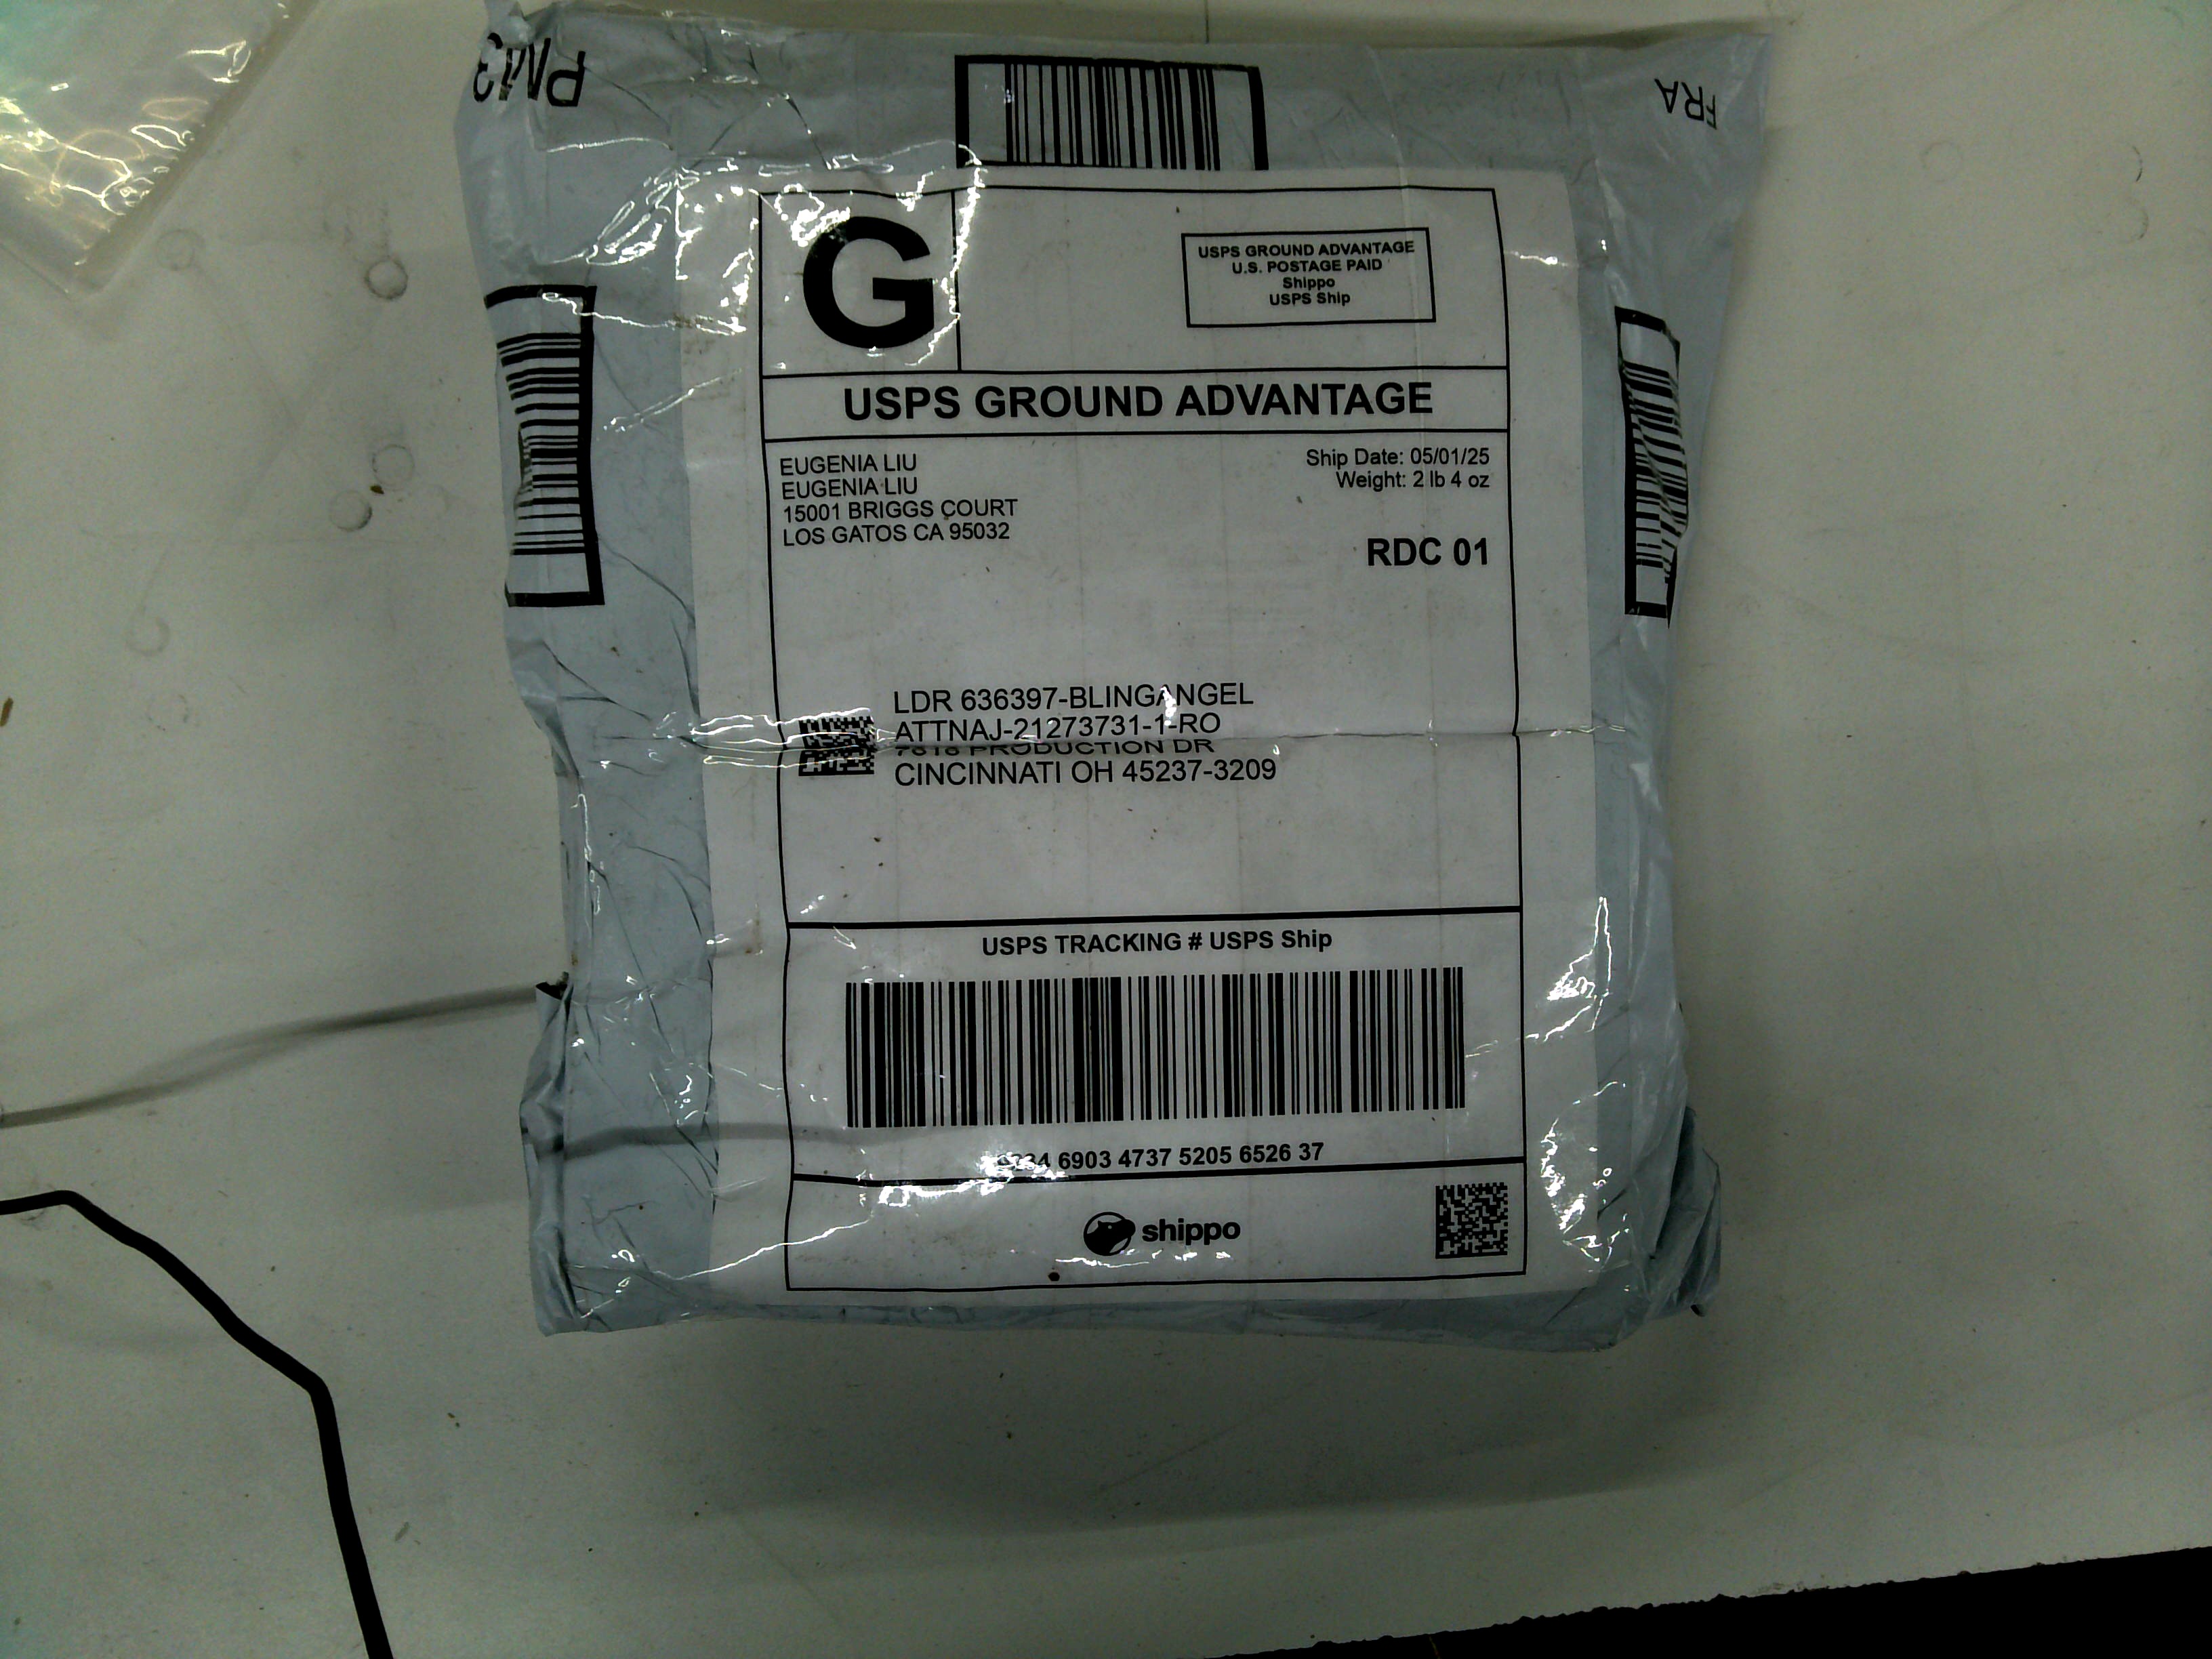 PM3
FRA
G
USPS GROUND ADVANTAGE
U.S. POSTAGE PAID
Shippo
USPS Ship
USPS GROUND ADVANTAGE
EUGENIA LIU
EUGENIA LIU
15001 BRIGGS COURT
LOS GATOS CA 95032
Ship Date: 05/01/25
Weight: 2 lb 4 oz
RDC 01
LDR 636397-BLINGANGEL
ATTNAJ-21273731-1-RO
PRODUCTION DR
CINCINNATI OH 45237-3209
USPS TRACKING # USPS Ship
6903 4737 5205 6526 37
shippo